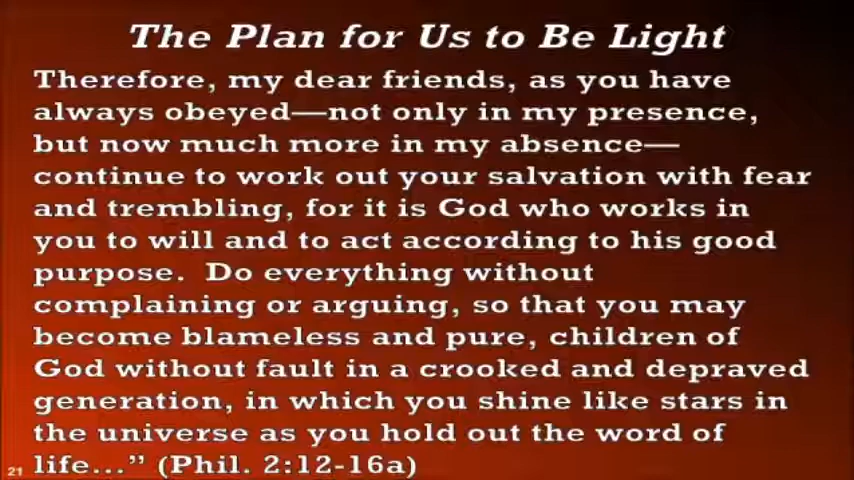 The Plan for Us to Be Light
Therefore, my dear friends, as you have
always obeyed—not only in my presence,
but now much more in my absence—
continue to work out your salvation with fear
and trembling, for it is God who works in
you to will and to act according to his good
purpose.  Do everything without
complaining or arguing, so that you may
become blameless and pure, children of
God without fault in a crooked and depraved
generation, in which you shine like stars in
the universe as you hold out the word of
life...” (Phil. 2:12-16a)
21